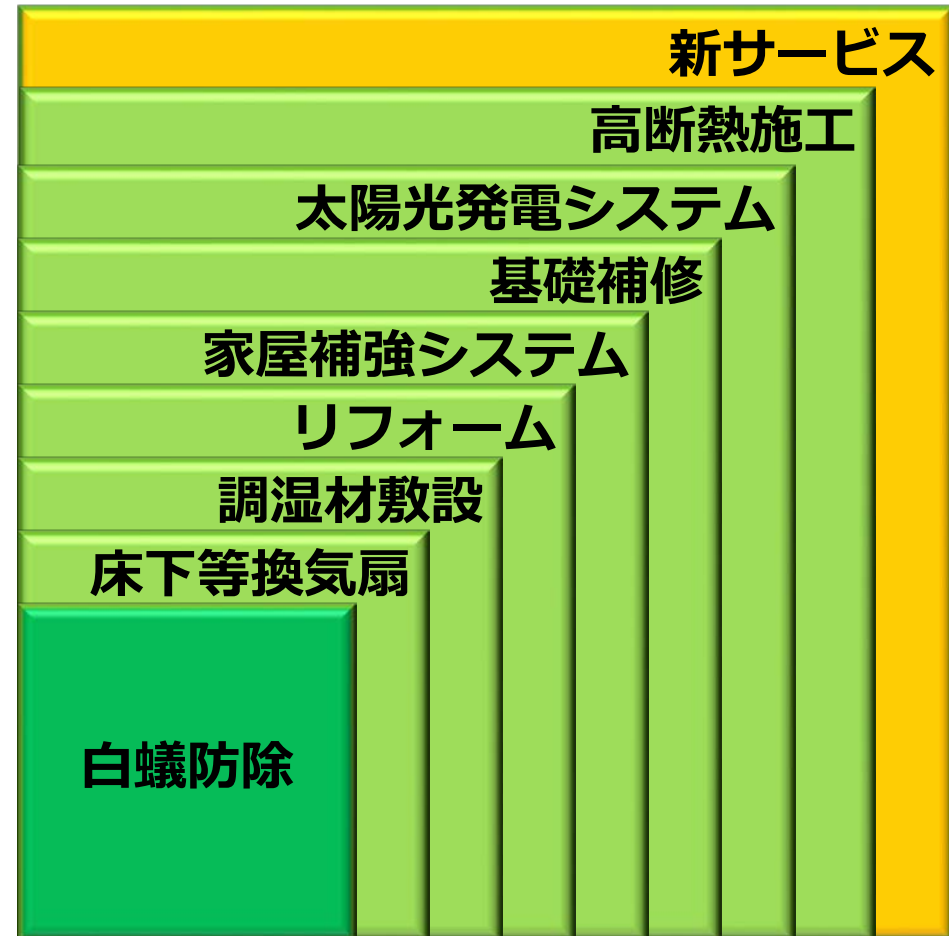 新サービス
高断熱施工
太陽光発電システム
基礎補修
家屋補強システム
リフォーム
調湿材敷設
床下等換気扇
白蟻防除